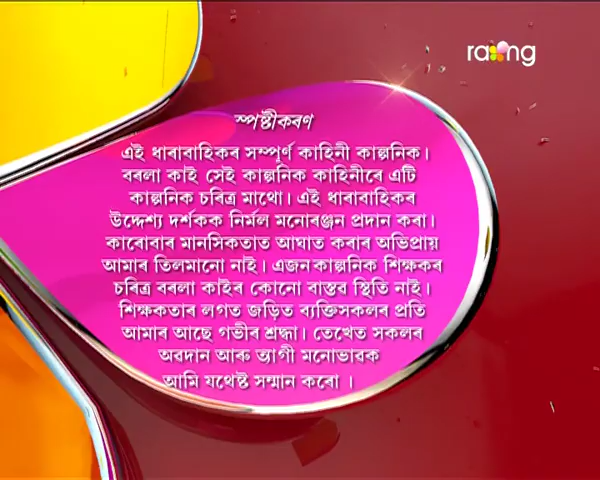 rang
স্পষ্টীকৰণ
এই ধাৰাবাহিকৰ সম্পূৰ্ণ কাহিনী কাল্পনিক।
বৰলা কাই সেই কাল্পনিক কাহিনীৰে এটি
কাল্পনিক চৰিত্ৰ মাথো। এই ধাৰাবাহিকৰ
উদ্দেশ্য দৰ্শকক নিৰ্মল মনোৰঞ্জন প্ৰদান কৰা।
কাৰোবাৰ মানসিকতাত আঘাত কৰাৰ অভিপ্ৰায়
আমাৰ তিলমানো নাই। এজন কাল্পনিক শিক্ষকৰ
চৰিত্ৰ বৰলা কাইৰ কোনো বাস্তৱ স্থিতি নাই।
শিক্ষকতাৰ লগত জড়িত ব্যক্তিসকলৰ প্ৰতি
আমাৰ আছে গভীৰ শ্ৰদ্ধা। তেখেত সকলৰ
অৱদান আৰু ত্যাগী মনোভাৱক
আমি যথেষ্ট সন্মান কৰো ।